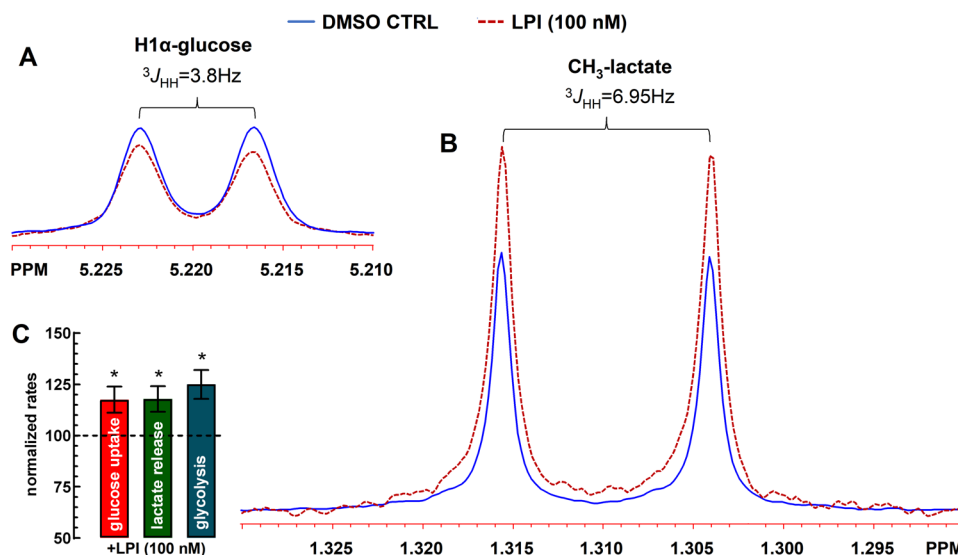 DMSO CTRL LPI (100 nM)
A
H1α-glucose
³JHH=3.8Hz
PPM 5.225 5.220 5.215 5.210
B
CH₃-lactate
³JHH=6.95Hz
1.325 1.320 1.315 1.310 1.305 1.300 1.295 PPM
C
normalized rates
150
125
100
75
50
* * *
glucose uptake
lactate release
glycolysis
+LPI (100 nM)